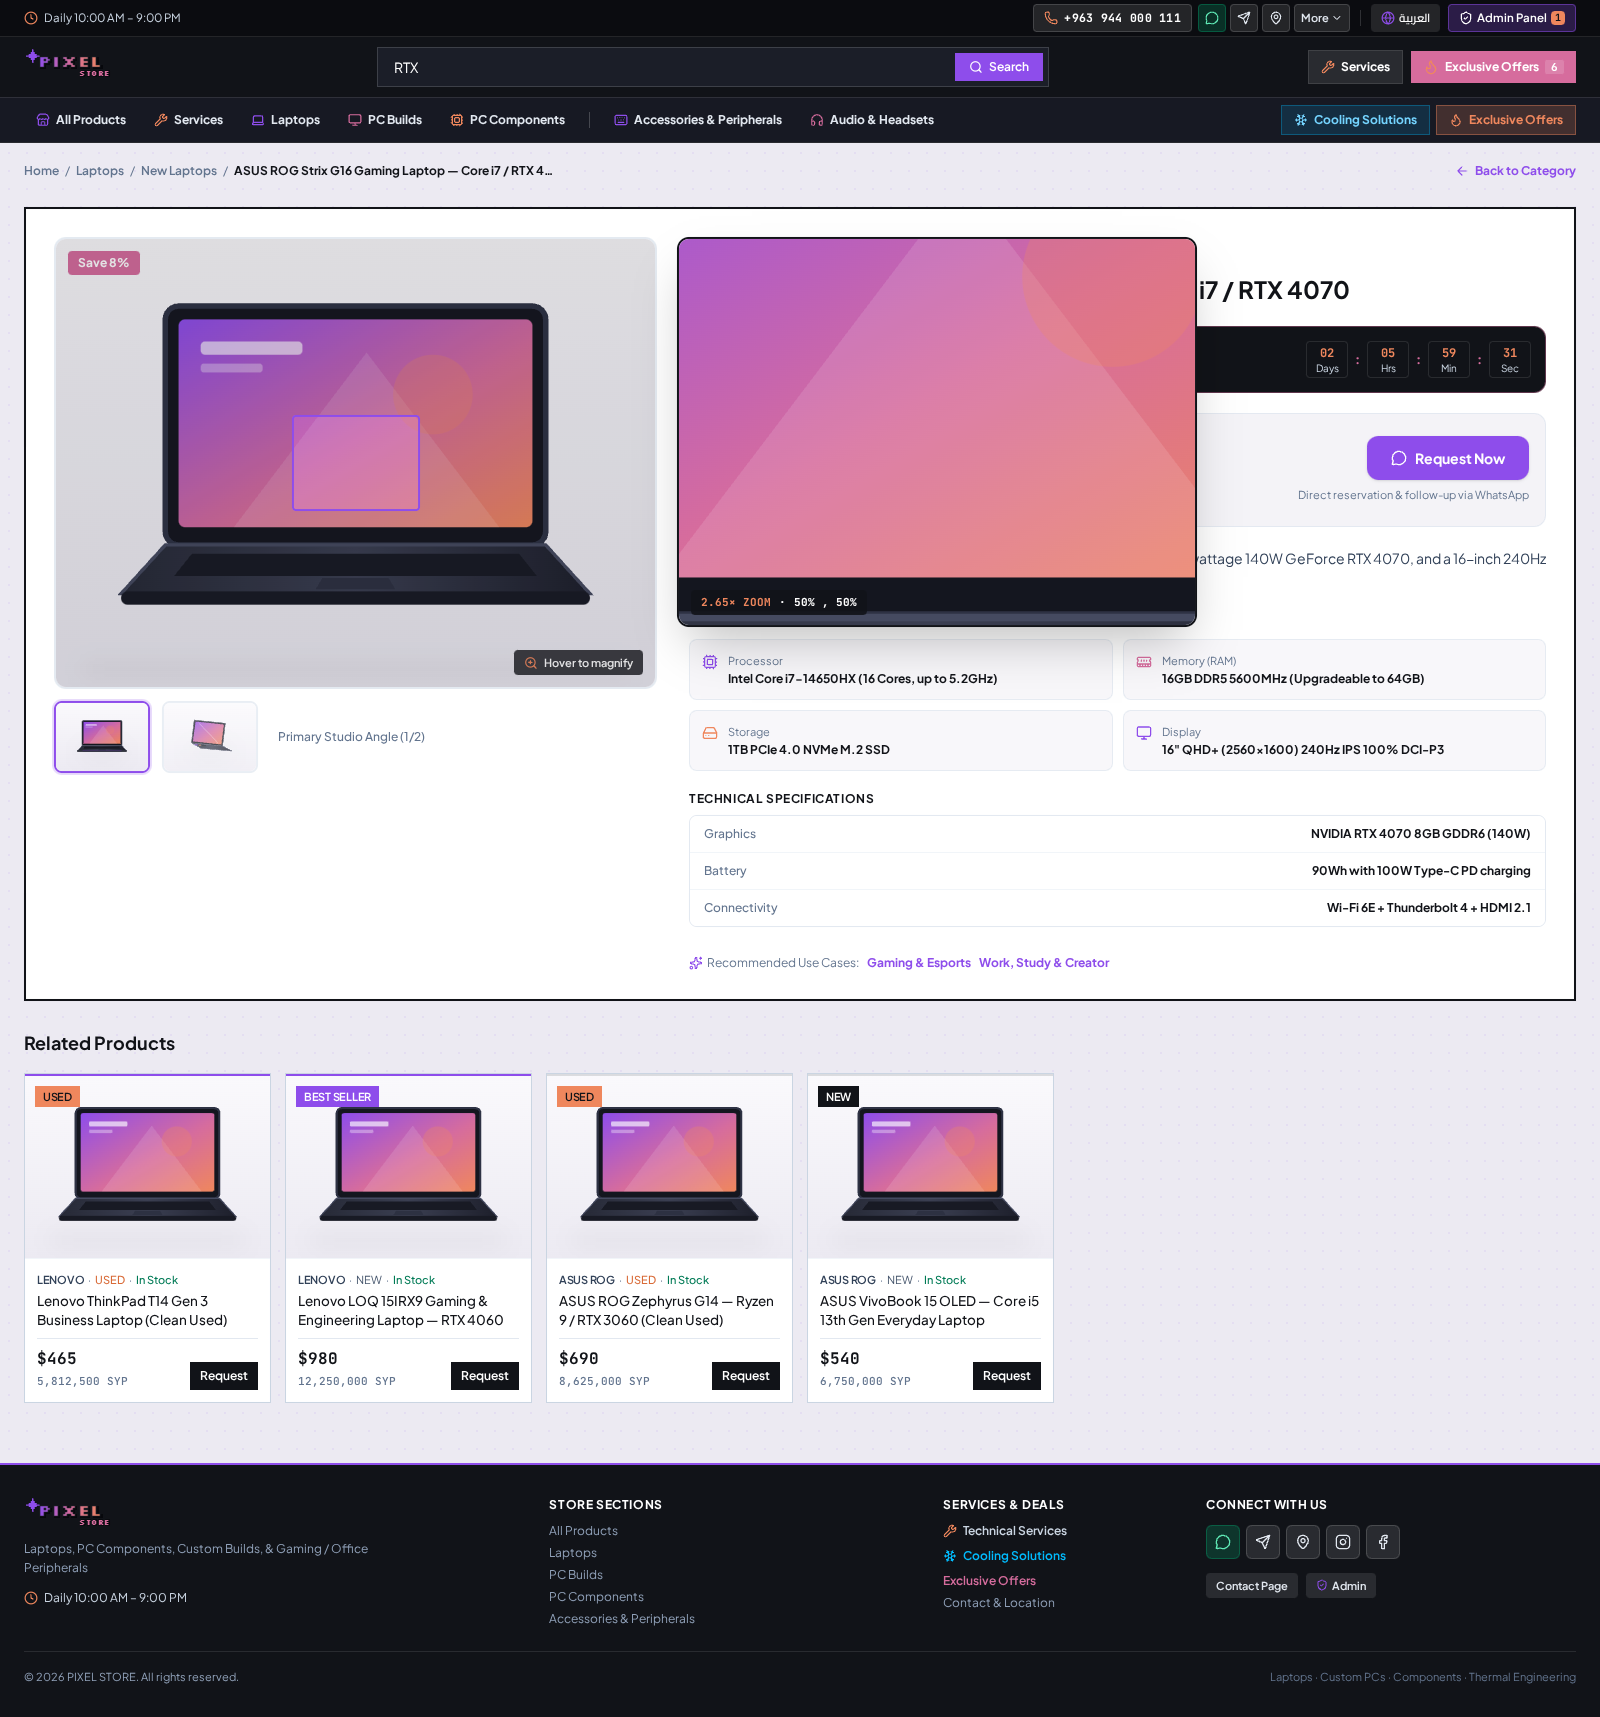 Daily 10:00 AM – 9:00 PM
+963 944 000 111
More
العربية
Admin Panel 1
PIXEL STORE
RTX
Search
Services
Exclusive Offers 6
All Products
Services
Laptops
PC Builds
PC Components
Accessories & Peripherals
Audio & Headsets
Cooling Solutions
Exclusive Offers
Home / Laptops / New Laptops / ASUS ROG Strix G16 Gaming Laptop — Core i7 / RTX 4...
Back to Category
Save 8%
Hover to magnify
Primary Studio Angle (1/2)
2.65× ZOOM · 50% , 50%
i7 / RTX 4070
02 Days : 05 Hrs : 59 Min : 31 Sec
Request Now
Direct reservation & follow-up via WhatsApp
140W GeForce RTX 4070, and a 16-inch 240Hz
Processor
Intel Core i7-14650HX (16 Cores, up to 5.2GHz)
Memory (RAM)
16GB DDR5 5600MHz (Upgradeable to 64GB)
Storage
1TB PCIe 4.0 NVMe M.2 SSD
Display
16" QHD+ (2560×1600) 240Hz IPS 100% DCI-P3
TECHNICAL SPECIFICATIONS
Graphics NVIDIA RTX 4070 8GB GDDR6 (140W)
Battery 90Wh with 100W Type-C PD charging
Connectivity Wi-Fi 6E + Thunderbolt 4 + HDMI 2.1
Recommended Use Cases: Gaming & Esports Work, Study & Creator
Related Products
USED
LENOVO · USED · In Stock
Lenovo ThinkPad T14 Gen 3
Business Laptop (Clean Used)
$465
5,812,500 SYP
Request
BEST SELLER
LENOVO · NEW · In Stock
Lenovo LOQ 15IRX9 Gaming &
Engineering Laptop — RTX 4060
$980
12,250,000 SYP
Request
USED
ASUS ROG · USED · In Stock
ASUS ROG Zephyrus G14 — Ryzen
9 / RTX 3060 (Clean Used)
$690
8,625,000 SYP
Request
NEW
ASUS ROG · NEW · In Stock
ASUS VivoBook 15 OLED — Core i5
13th Gen Everyday Laptop
$540
6,750,000 SYP
Request
PIXEL STORE
Laptops, PC Components, Custom Builds, & Gaming / Office
Peripherals
Daily 10:00 AM – 9:00 PM
STORE SECTIONS
All Products
Laptops
PC Builds
PC Components
Accessories & Peripherals
SERVICES & DEALS
Technical Services
Cooling Solutions
Exclusive Offers
Contact & Location
CONNECT WITH US
Contact Page
Admin
© 2026 PIXEL STORE. All rights reserved.
Laptops · Custom PCs · Components · Thermal Engineering